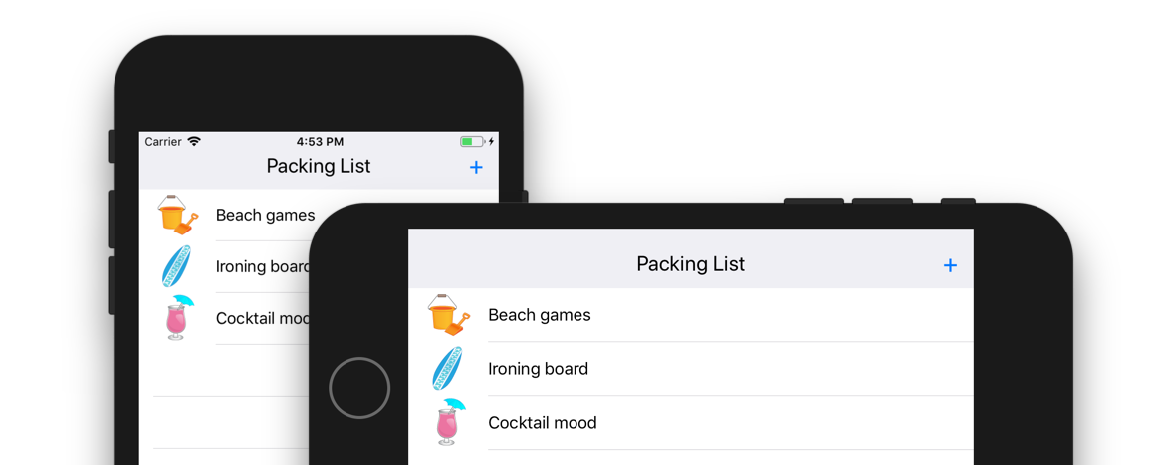 Carrier 4:53 PM
Packing List +
Beach games
Ironing board
Cocktail moo
Packing List +
Beach games
Ironing board
Cocktail mood